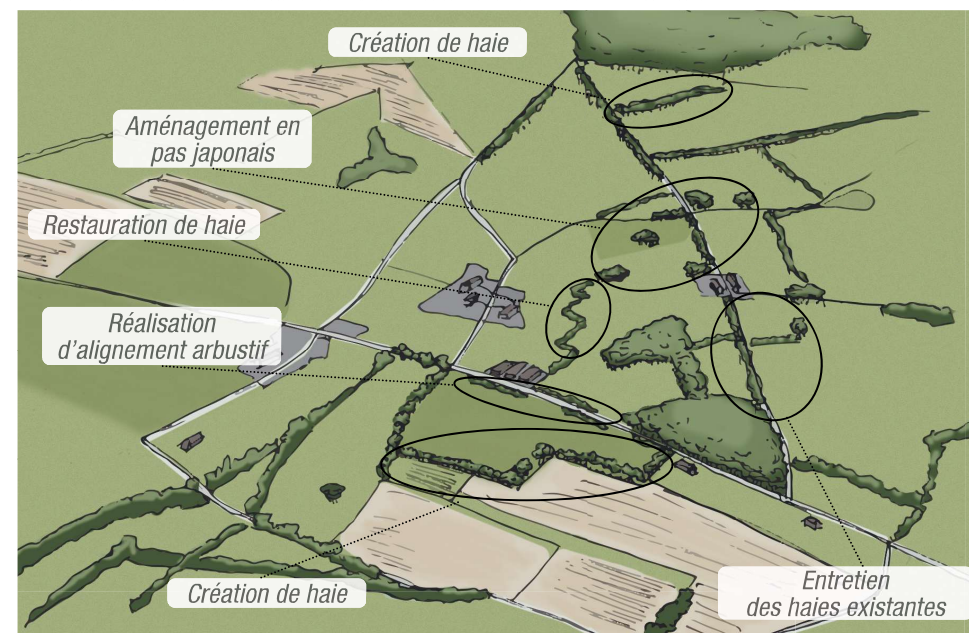 Création de haie
Aménagement en
pas japonais
Restauration de haie
Réalisation
d'alignement arbustif
Création de haie
Entretien
des haies existantes